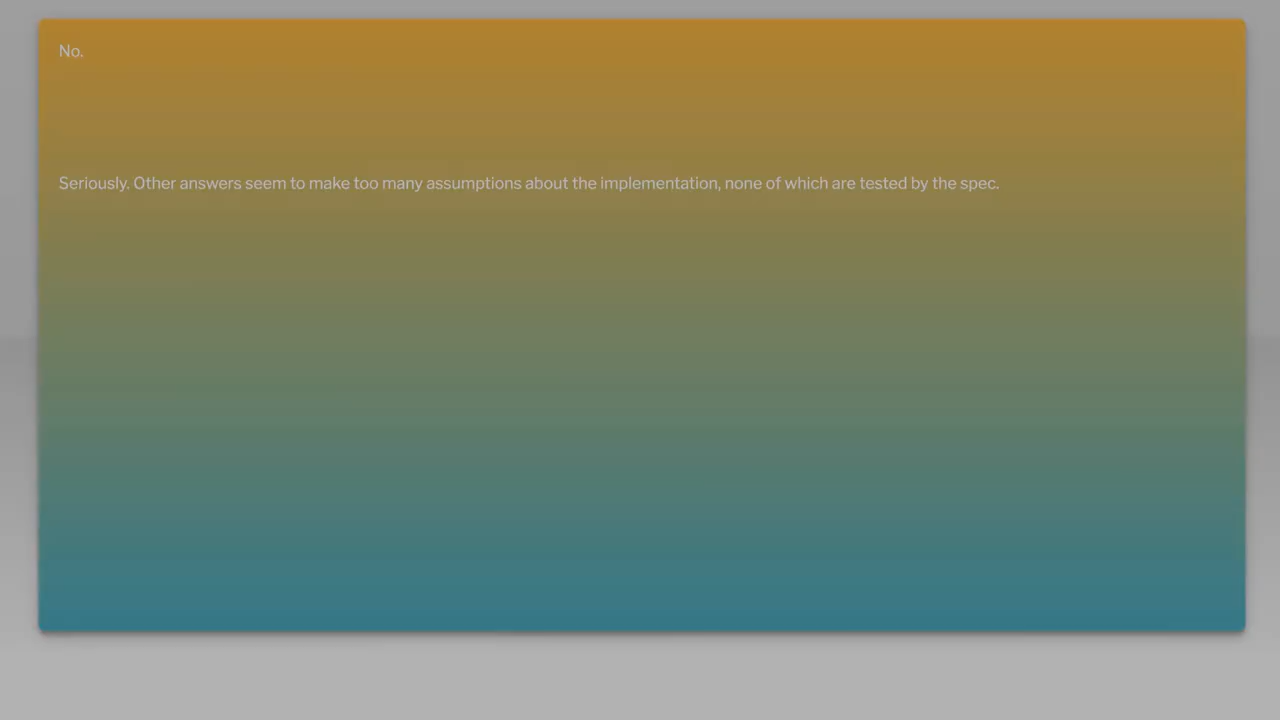 No.
Seriously. Other answers seem to make too many assumptions about the implementation, none of which are tested by the spec.